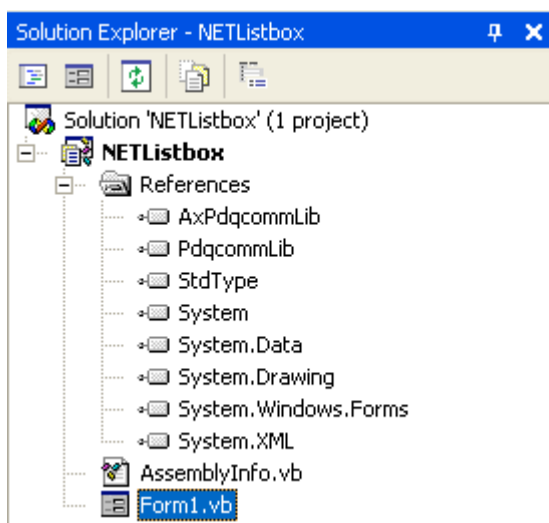 Solution Explorer - NETListbox
Solution 'NETListbox' (1 project)
NETListbox
References
AxPdqcommLib
PdqcommLib
StdType
System
System.Data
System.Drawing
System.Windows.Forms
System.XML
AssemblyInfo.vb
Form1.vb